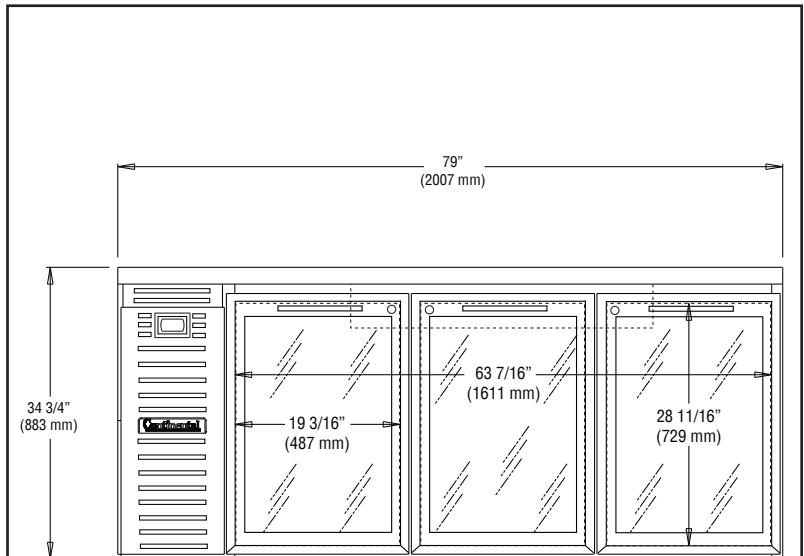 79”
(2007 mm)
63 7/16”
(1611 mm)
34 3/4”
(883 mm)
19 3/16”
(487 mm)
28 11/16”
(729 mm)
Continental